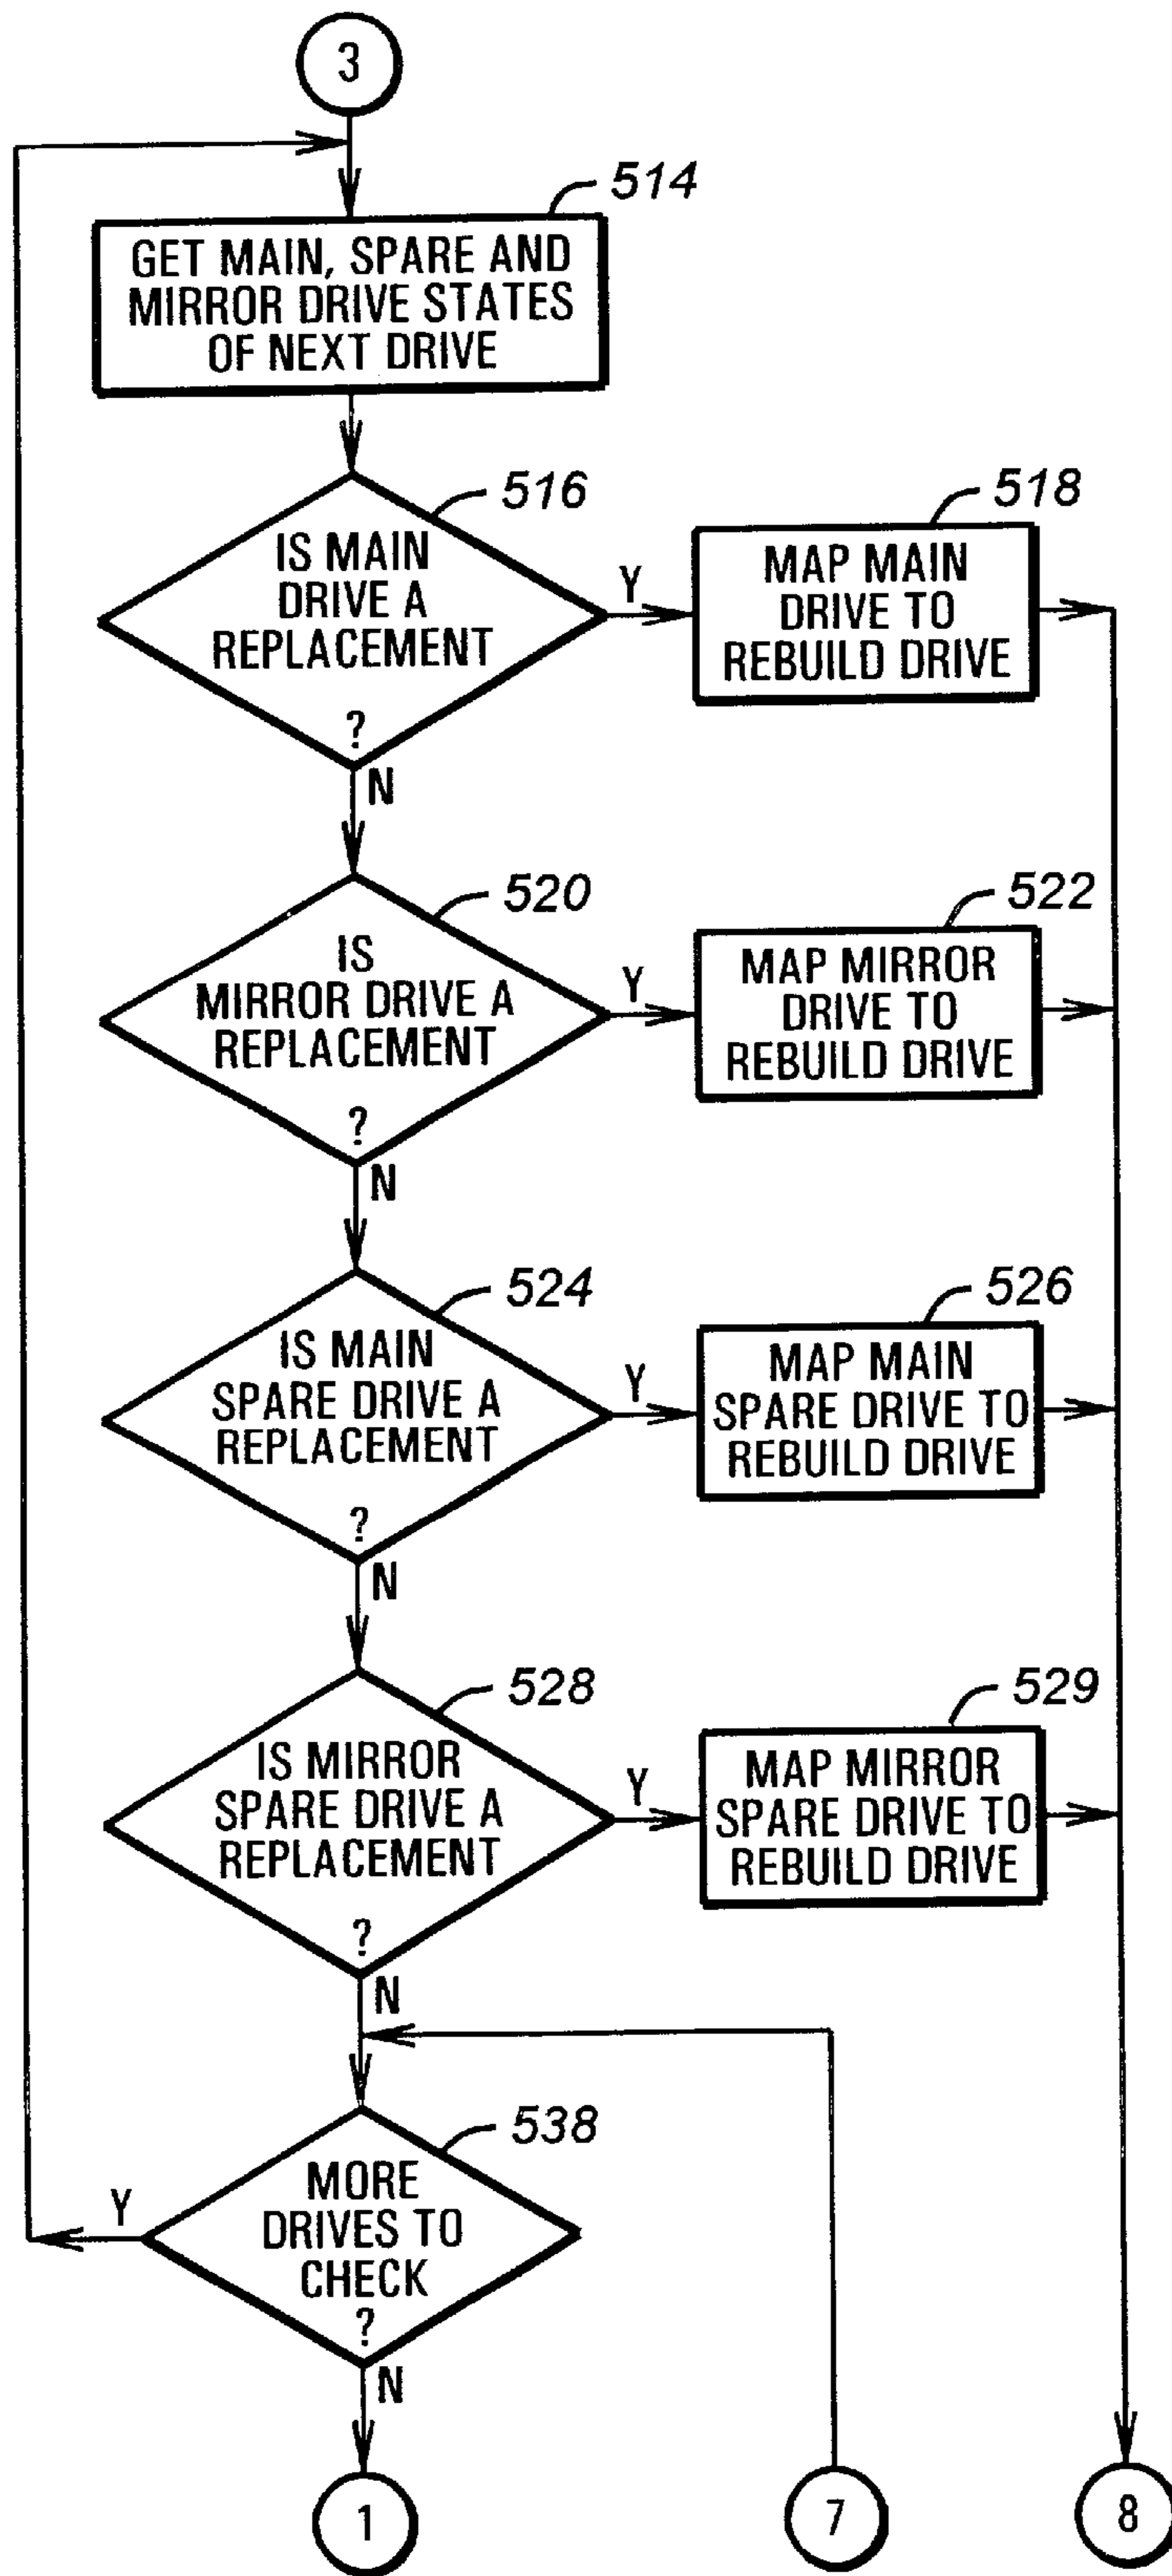 3
514
GET MAIN, SPARE AND
MIRROR DRIVE STATES
OF NEXT DRIVE
516
IS MAIN
DRIVE A
REPLACEMENT
?
Y
N
518
MAP MAIN
DRIVE TO
REBUILD DRIVE
520
IS
MIRROR DRIVE A
REPLACEMENT
?
Y
N
522
MAP MIRROR
DRIVE TO
REBUILD DRIVE
524
IS MAIN
SPARE DRIVE A
REPLACEMENT
?
Y
N
526
MAP MAIN
SPARE DRIVE TO
REBUILD DRIVE
528
IS MIRROR
SPARE DRIVE A
REPLACEMENT
?
Y
N
529
MAP MIRROR
SPARE DRIVE TO
REBUILD DRIVE
538
MORE
DRIVES TO
CHECK
?
Y
N
1
7
8